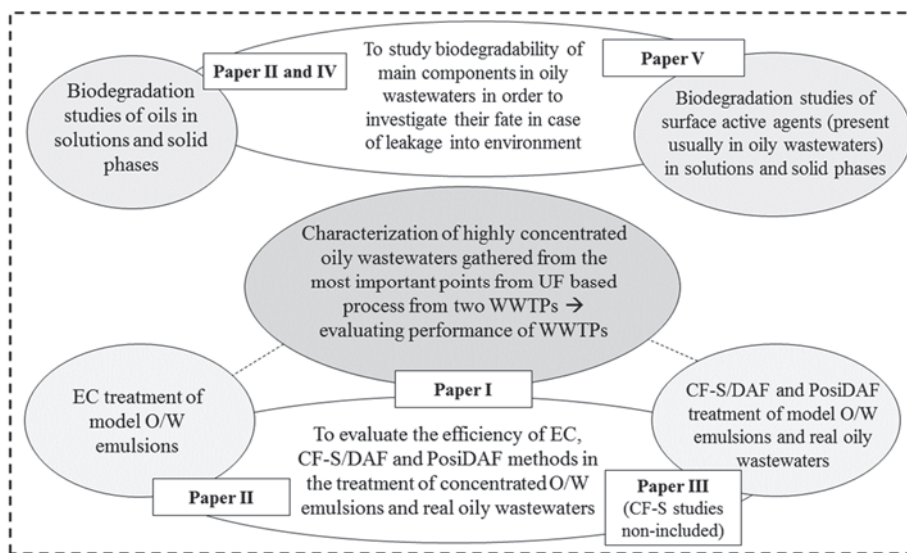 Paper II and IV
Biodegradation
studies of oils in
solutions and solid
phases
To study biodegradability of
main components in oily
wastewaters in order to
investigate their fate in case
of leakage into environment
Paper V
Biodegradation studies of
surface active agents (present
usually in oily wastewaters)
in solutions and solid phases
Characterization of highly concentrated
oily wastewaters gathered from the
most important points from UF based
process from two WWTPs →
evaluating performance of WWTPs
Paper I
EC treatment of
model O/W
emulsions
Paper II
To evaluate the efficiency of EC,
CF-S/DAF and PosiDAF methods in
the treatment of concentrated O/W
emulsions and real oily wastewaters
CF-S/DAF and PosiDAF
treatment of model O/W
emulsions and real oily
wastewaters
Paper III
(CF-S studies
non-included)